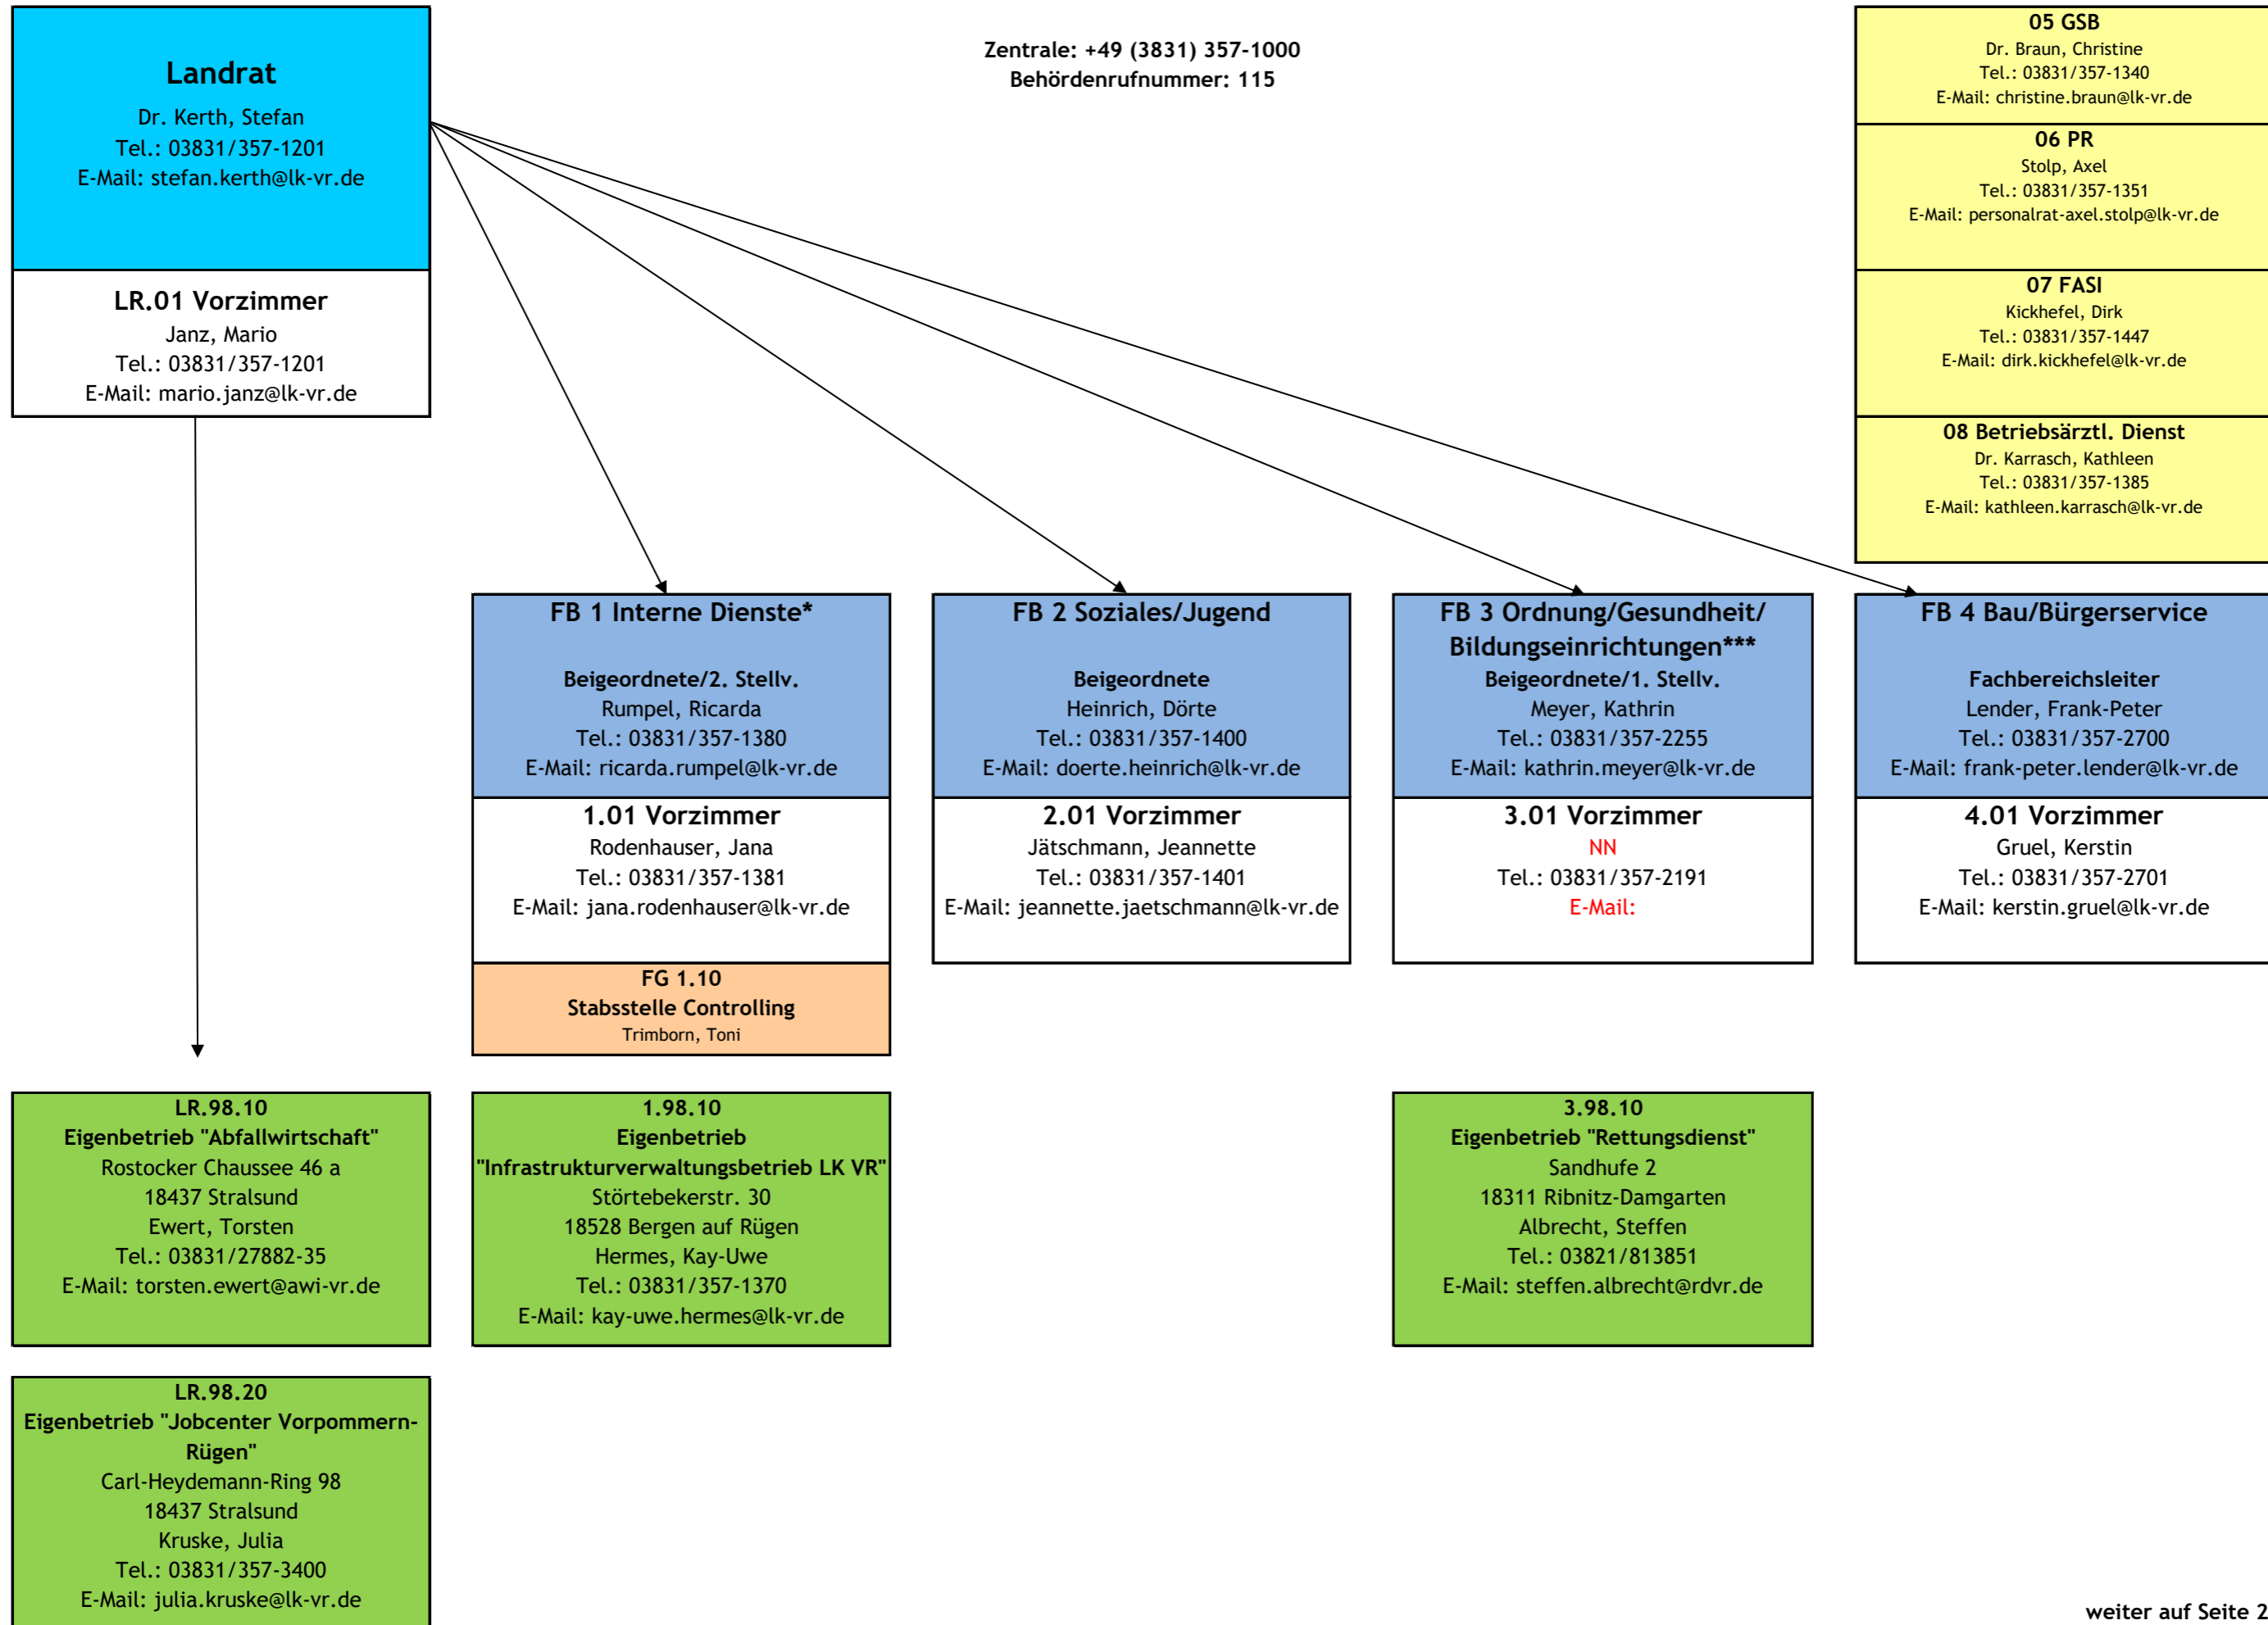 Landrat
Dr. Kerth, Stefan
Tel.: 03831/357-1201
E-Mail: stefan.kerth@lk-vr.de
LR.01 Vorzimmer
Janz, Mario
Tel.: 03831/357-1201
E-Mail: mario.janz@lk-vr.de
Zentrale: +49 (3831) 357-1000
Behördenrufnummer: 115
05 GSB
Dr. Braun, Christine
Tel.: 03831/357-1340
E-Mail: christine.braun@lk-vr.de
06 PR
Stolp, Axel
Tel.: 03831/357-1351
E-Mail: personalrat-axel.stolp@lk-vr.de
07 FASI
Kickhefel, Dirk
Tel.: 03831/357-1447
E-Mail: dirk.kickhefel@lk-vr.de
08 Betriebsärztl. Dienst
Dr. Karrasch, Kathleen
Tel.: 03831/357-1385
E-Mail: kathleen.karrasch@lk-vr.de
FB 1 Interne Dienste*
Beigeordnete/2. Stellv.
Rumpel, Ricarda
Tel.: 03831/357-1380
E-Mail: ricarda.rumpel@lk-vr.de
1.01 Vorzimmer
Rodenhauser, Jana
Tel.: 03831/357-1381
E-Mail: jana.rodenhauser@lk-vr.de
FG 1.10
Stabsstelle Controlling
Trimborn, Toni
FB 2 Soziales/Jugend
Beigeordnete
Heinrich, Dörte
Tel.: 03831/357-1400
E-Mail: doerte.heinrich@lk-vr.de
2.01 Vorzimmer
Jätschmann, Jeannette
Tel.: 03831/357-1401
E-Mail: jeannette.jaetschmann@lk-vr.de
FB 3 Ordnung/Gesundheit/
Bildungseinrichtungen***
Beigeordnete/1. Stellv.
Meyer, Kathrin
Tel.: 03831/357-2255
E-Mail: kathrin.meyer@lk-vr.de
3.01 Vorzimmer
NN
Tel.: 03831/357-2191
E-Mail:
FB 4 Bau/Bürgerservice
Fachbereichsleiter
Lender, Frank-Peter
Tel.: 03831/357-2700
E-Mail: frank-peter.lender@lk-vr.de
4.01 Vorzimmer
Gruel, Kerstin
Tel.: 03831/357-2701
E-Mail: kerstin.gruel@lk-vr.de
LR.98.10
Eigenbetrieb "Abfallwirtschaft"
Rostocker Chaussee 46 a
18437 Stralsund
Ewert, Torsten
Tel.: 03831/27882-35
E-Mail: torsten.ewert@awi-vr.de
1.98.10
Eigenbetrieb
"Infrastrukturverwaltungsbetrieb LK VR"
Störtebekerstr. 30
18528 Bergen auf Rügen
Hermes, Kay-Uwe
Tel.: 03831/357-1370
E-Mail: kay-uwe.hermes@lk-vr.de
3.98.10
Eigenbetrieb "Rettungsdienst"
Sandhufe 2
18311 Ribnitz-Damgarten
Albrecht, Steffen
Tel.: 03821/813851
E-Mail: steffen.albrecht@rdvr.de
LR.98.20
Eigenbetrieb "Jobcenter Vorpommern-
Rügen"
Carl-Heydemann-Ring 98
18437 Stralsund
Kruske, Julia
Tel.: 03831/357-3400
E-Mail: julia.kruske@lk-vr.de
weiter auf Seite 2